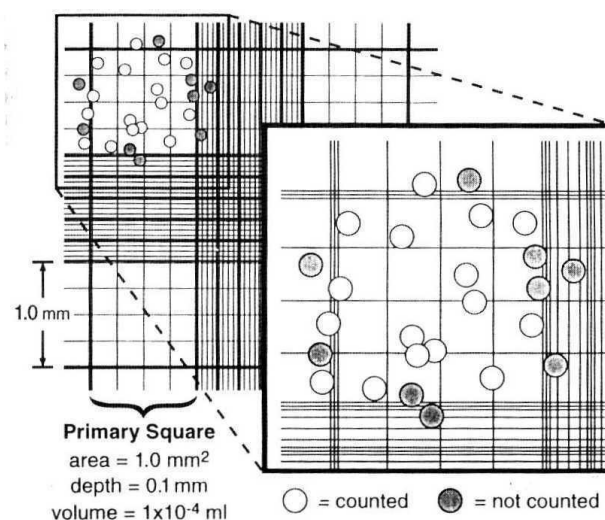 1.0 mm
Primary Square
area = 1.0 mm²
depth = 0.1 mm
volume = 1x10⁻⁴ ml
= counted
= not counted